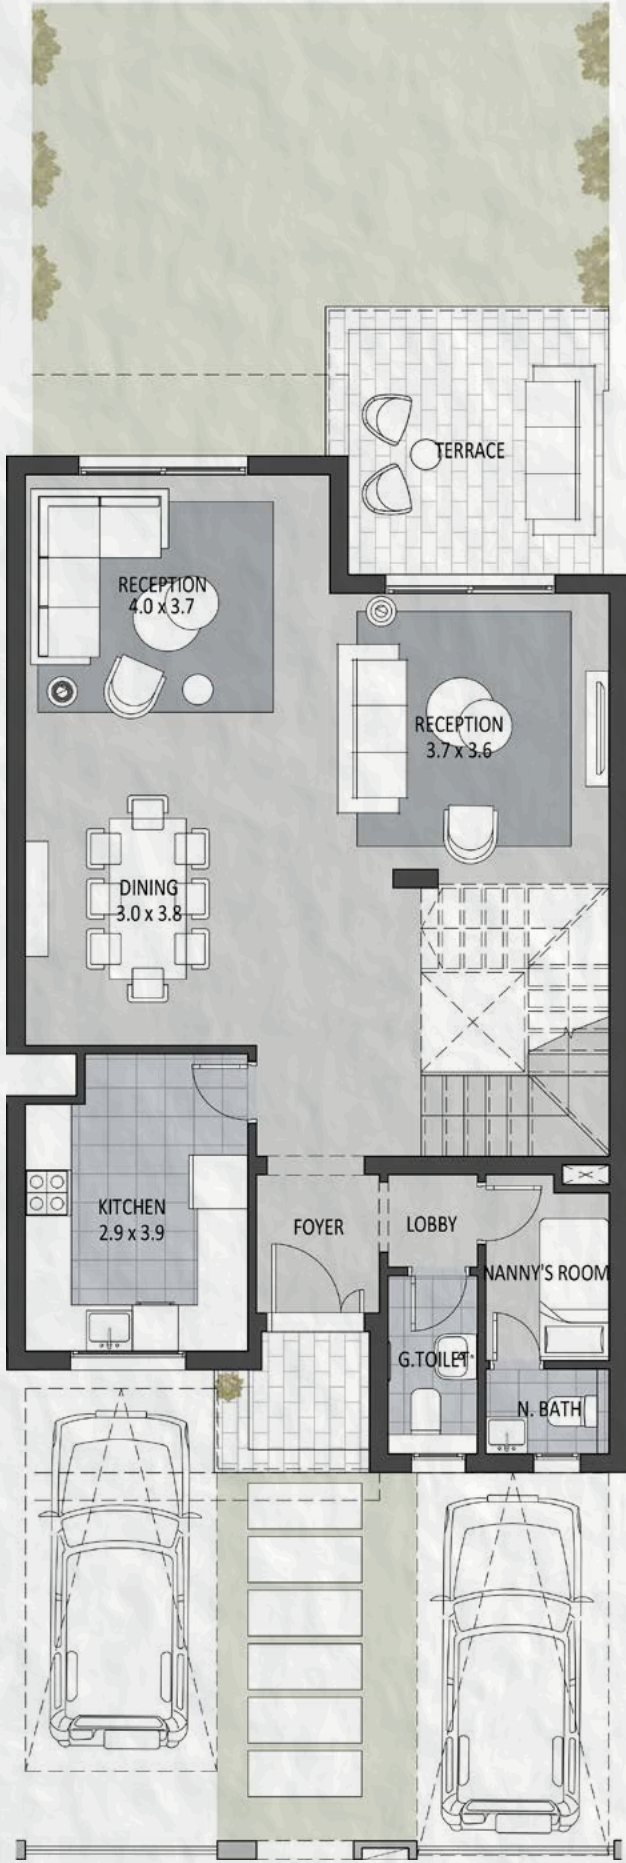 TERRACE
RECEPTION
4.0 x 3.7
RECEPTION
3.7 x 3.6
DINING
3.0 x 3.8
KITCHEN
2.9 x 3.9
FOYER
LOBBY
NANNY'S ROOM
G.TOILET
N. BATH